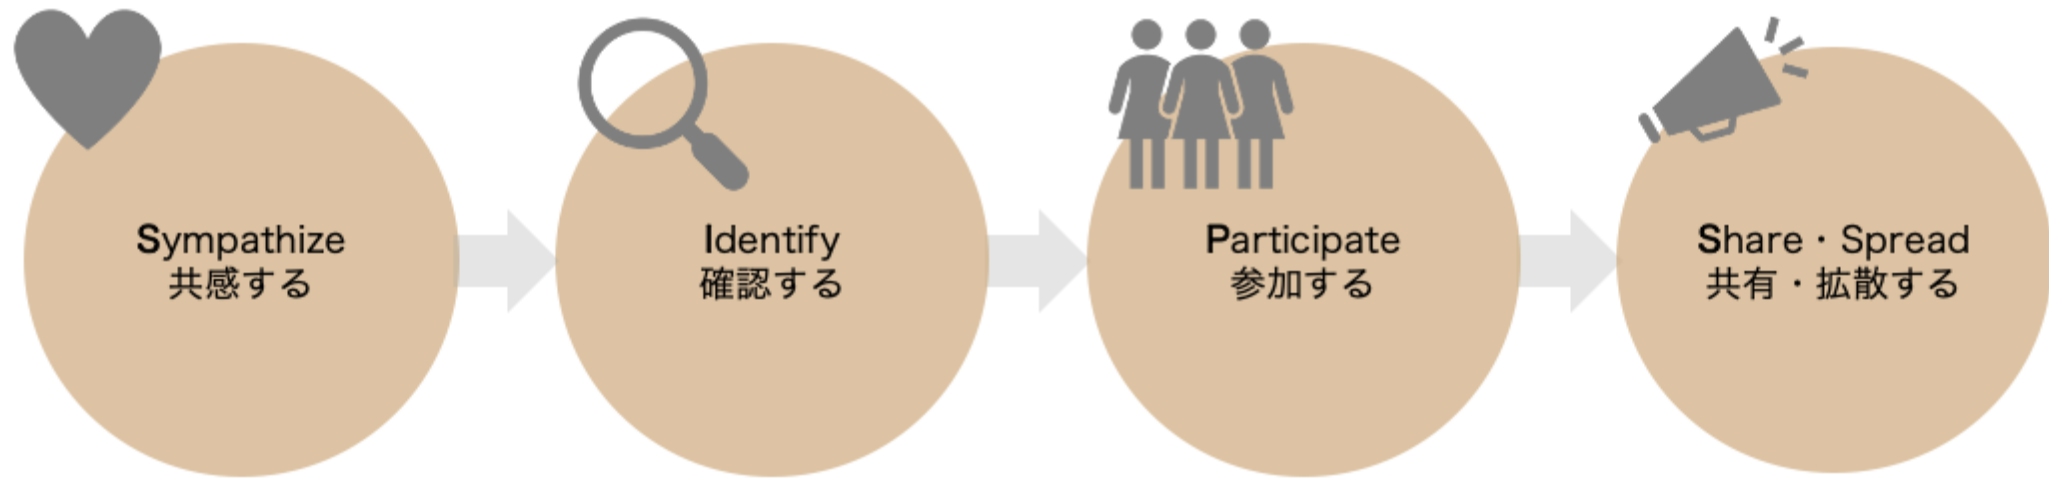 Sympathize
共感する
Identify
確認する
Participate
参加する
Share・Spread
共有・拡散する